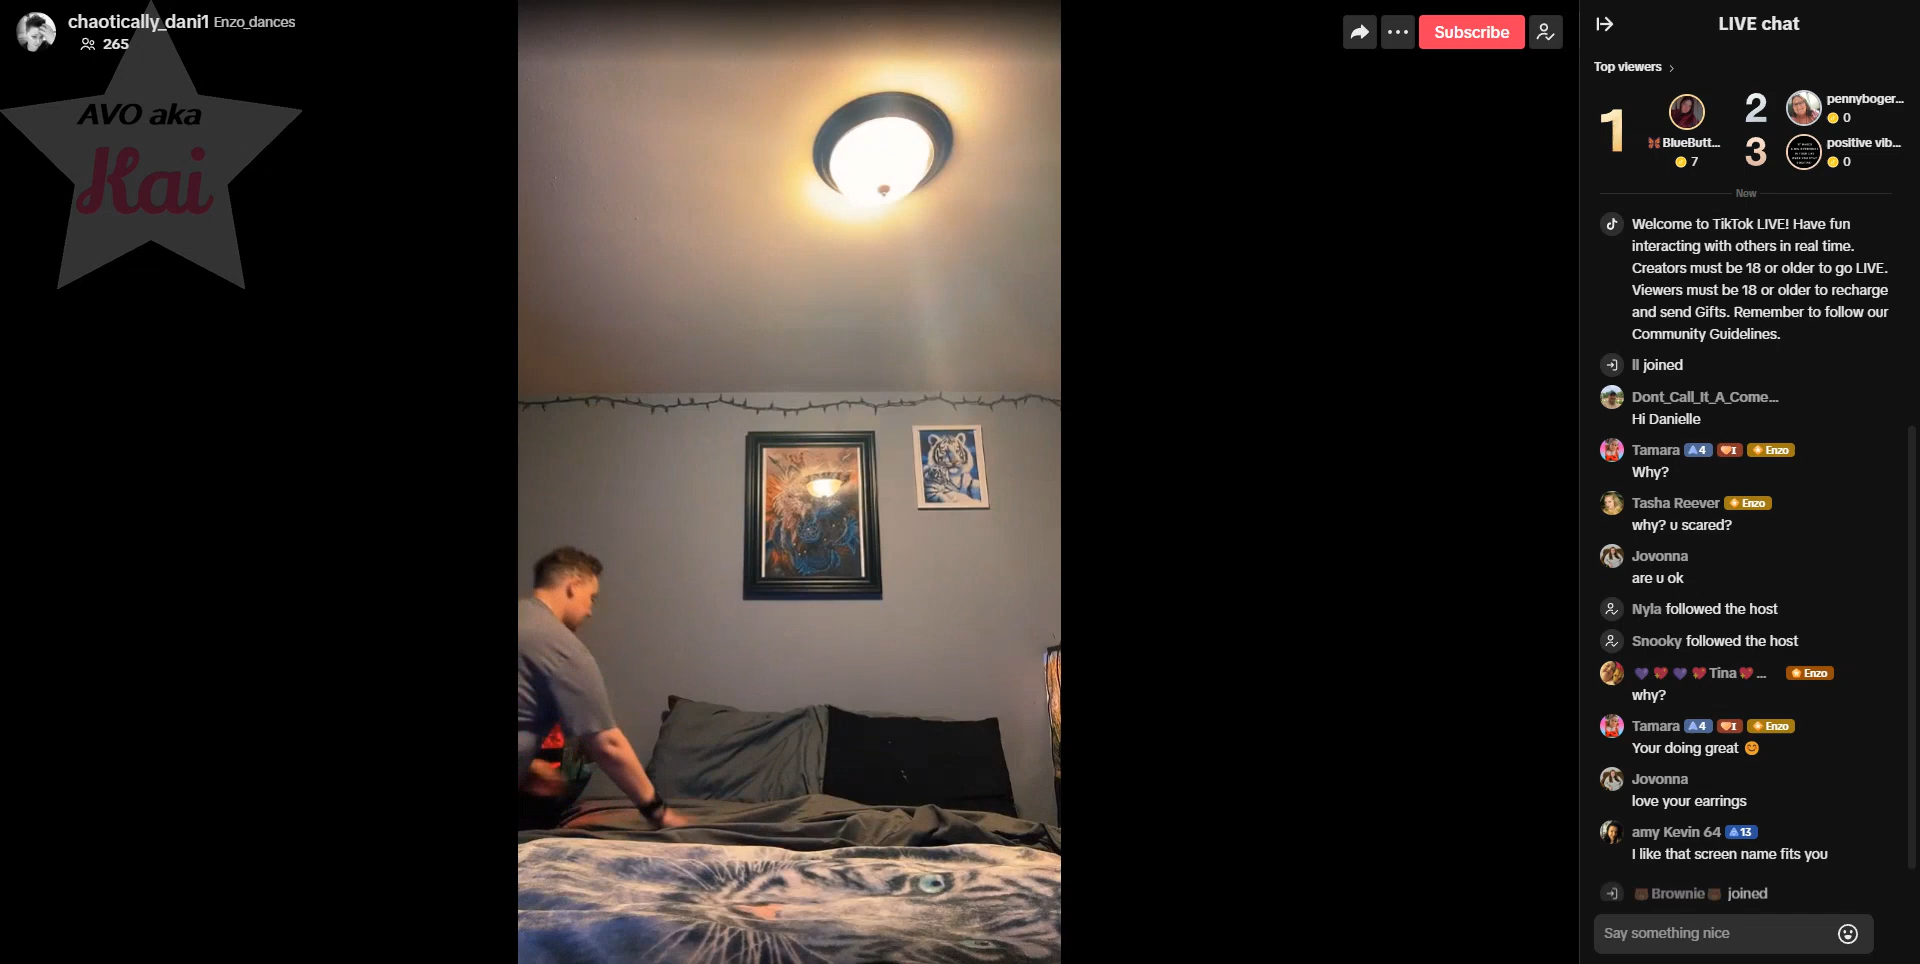 chaotically_dani1 Enzo_dances
265
AVO aka
Kai
Subscribe
LIVE chat
Top viewers
1
BlueButt...
7
2
pennyboger...
0
3
positive vib...
0
New
Welcome to TikTok LIVE! Have fun
interacting with others in real time.
Creators must be 18 or older to go LIVE.
Viewers must be 18 or older to recharge
and send Gifts. Remember to follow our
Community Guidelines.
ll joined
Dont_Call_It_A_Come...
Hi Danielle
Tamara 4 I Enzo
Why?
Tasha Reever Enzo
why? u scared?
Jovonna
are u ok
Nyla followed the host
Snooky followed the host
💜 💖 💜 💖 Tina 💖 ... Enzo
why?
Tamara 4 I Enzo
Your doing great 😊
Jovonna
love your earrings
amy Kevin 64 13
I like that screen name fits you
🐻 Brownie 🐻 joined
Say something nice